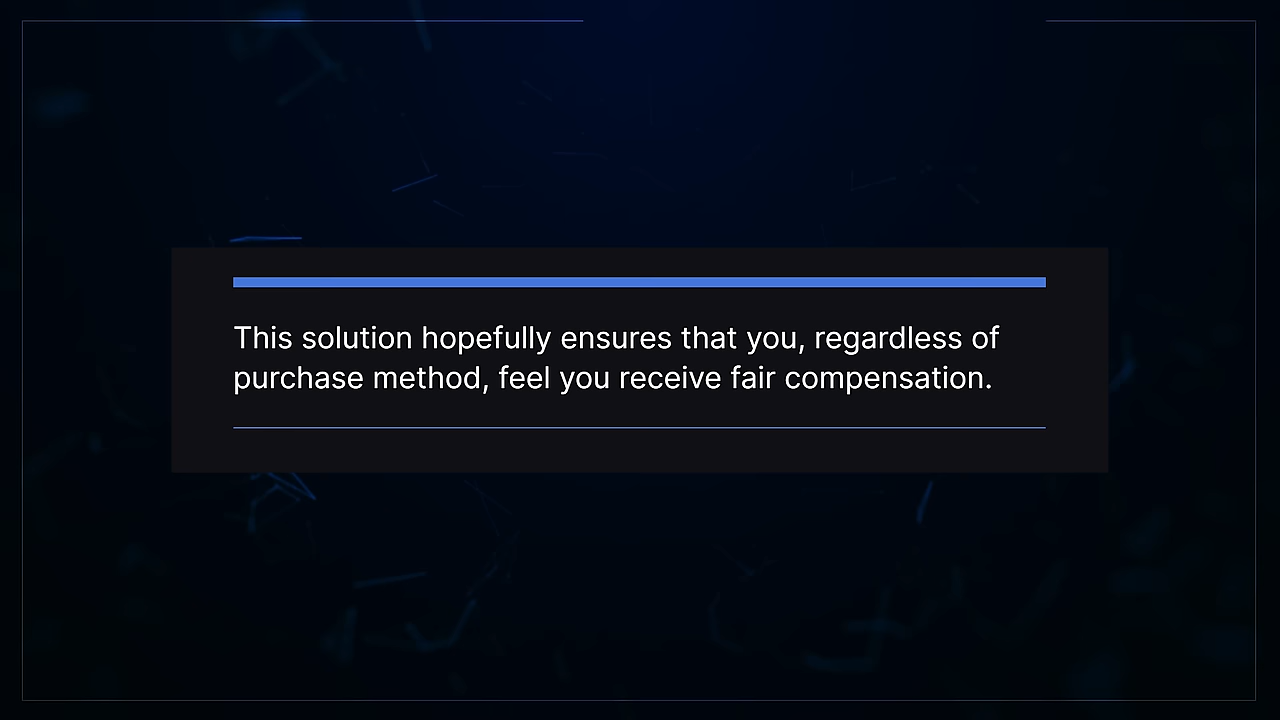 This solution hopefully ensures that you, regardless of
purchase method, feel you receive fair compensation.